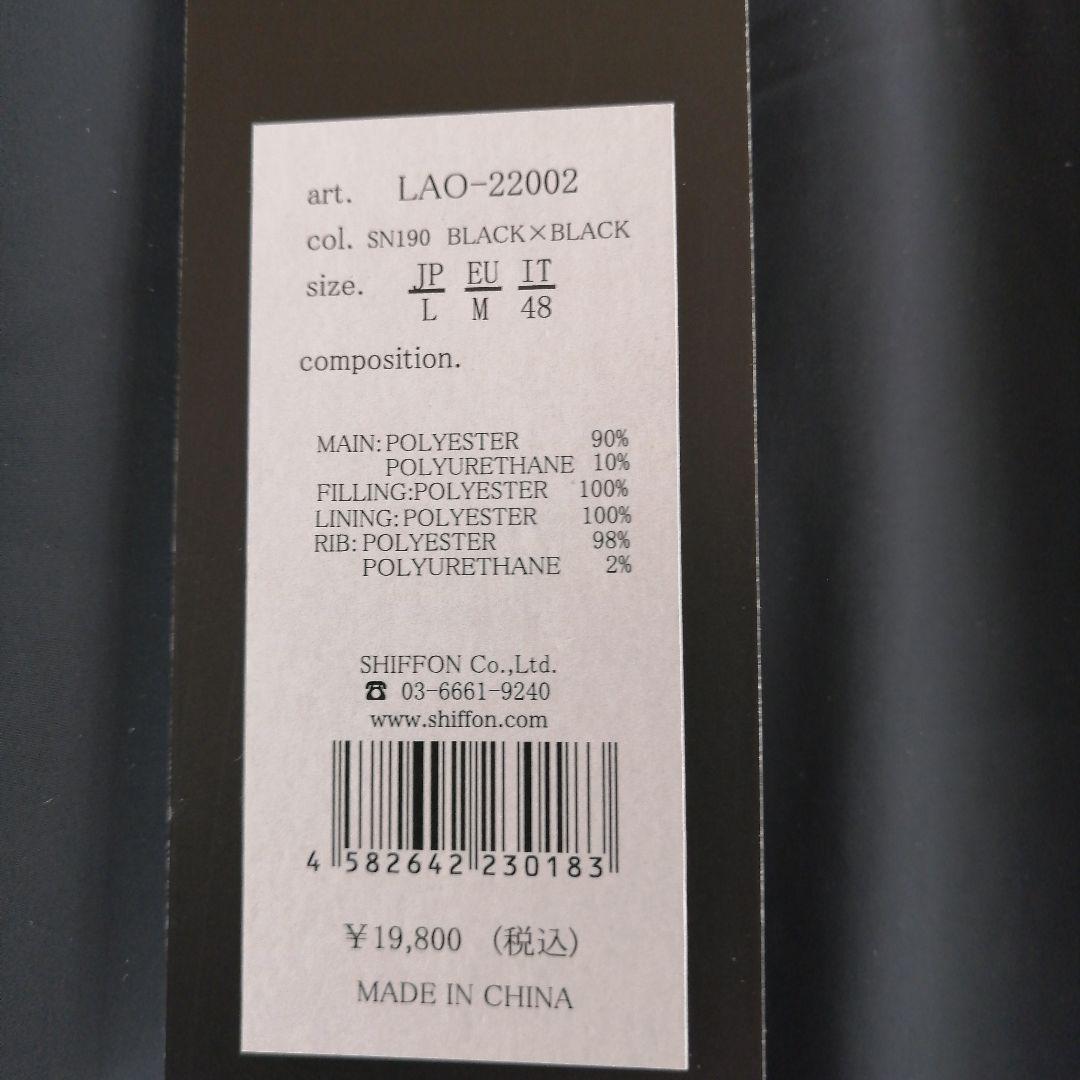 art. LAO-22002
col. SN190 BLACK×BLACK
size. JP EU IT
L M 48
composition.
MAIN: POLYESTER 90%
POLYURETHANE 10%
FILLING:POLYESTER 100%
LINING: POLYESTER 100%
RIB: POLYESTER 98%
POLYURETHANE 2%
SHIFFON Co.,Ltd.
☎ 03-6661-9240
www.shiffon.com
4 582642 230183
¥19,800 (税込)
MADE IN CHINA